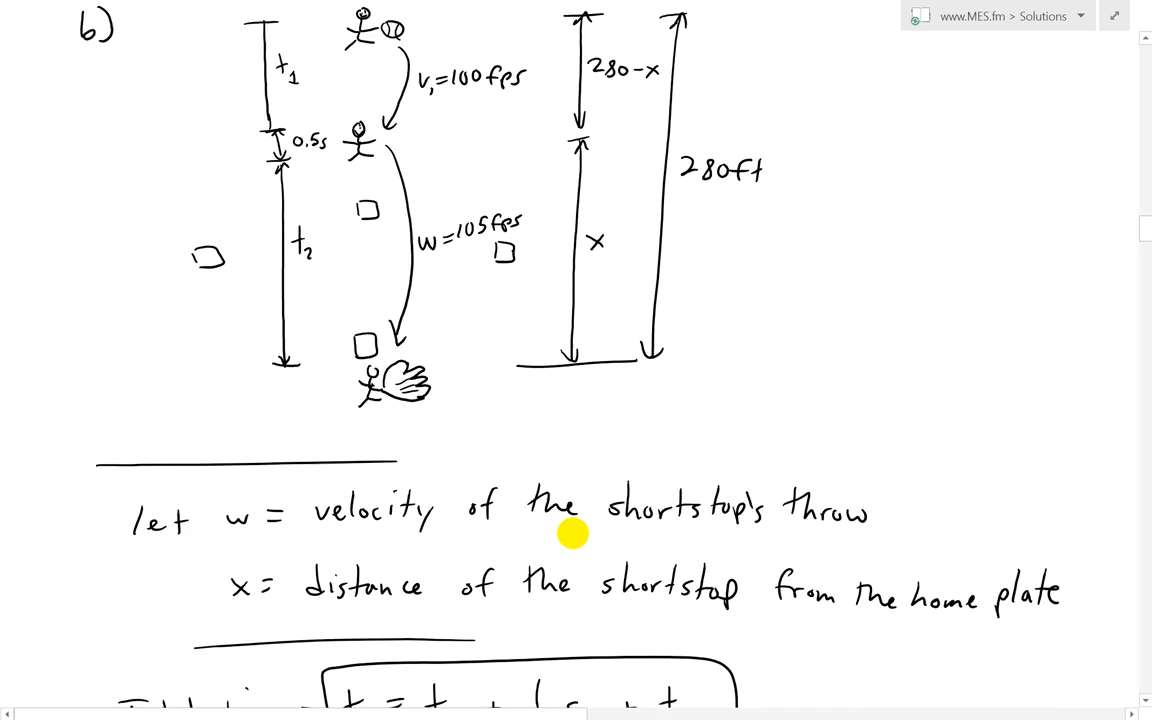 www.MES.fm > Solutions
b)
t₁
v₁=100fps
280-x
0.5s
280ft
t₂
w=105fps
x
let w = velocity of the shortstop's throw
x= distance of the shortstop from the home plate